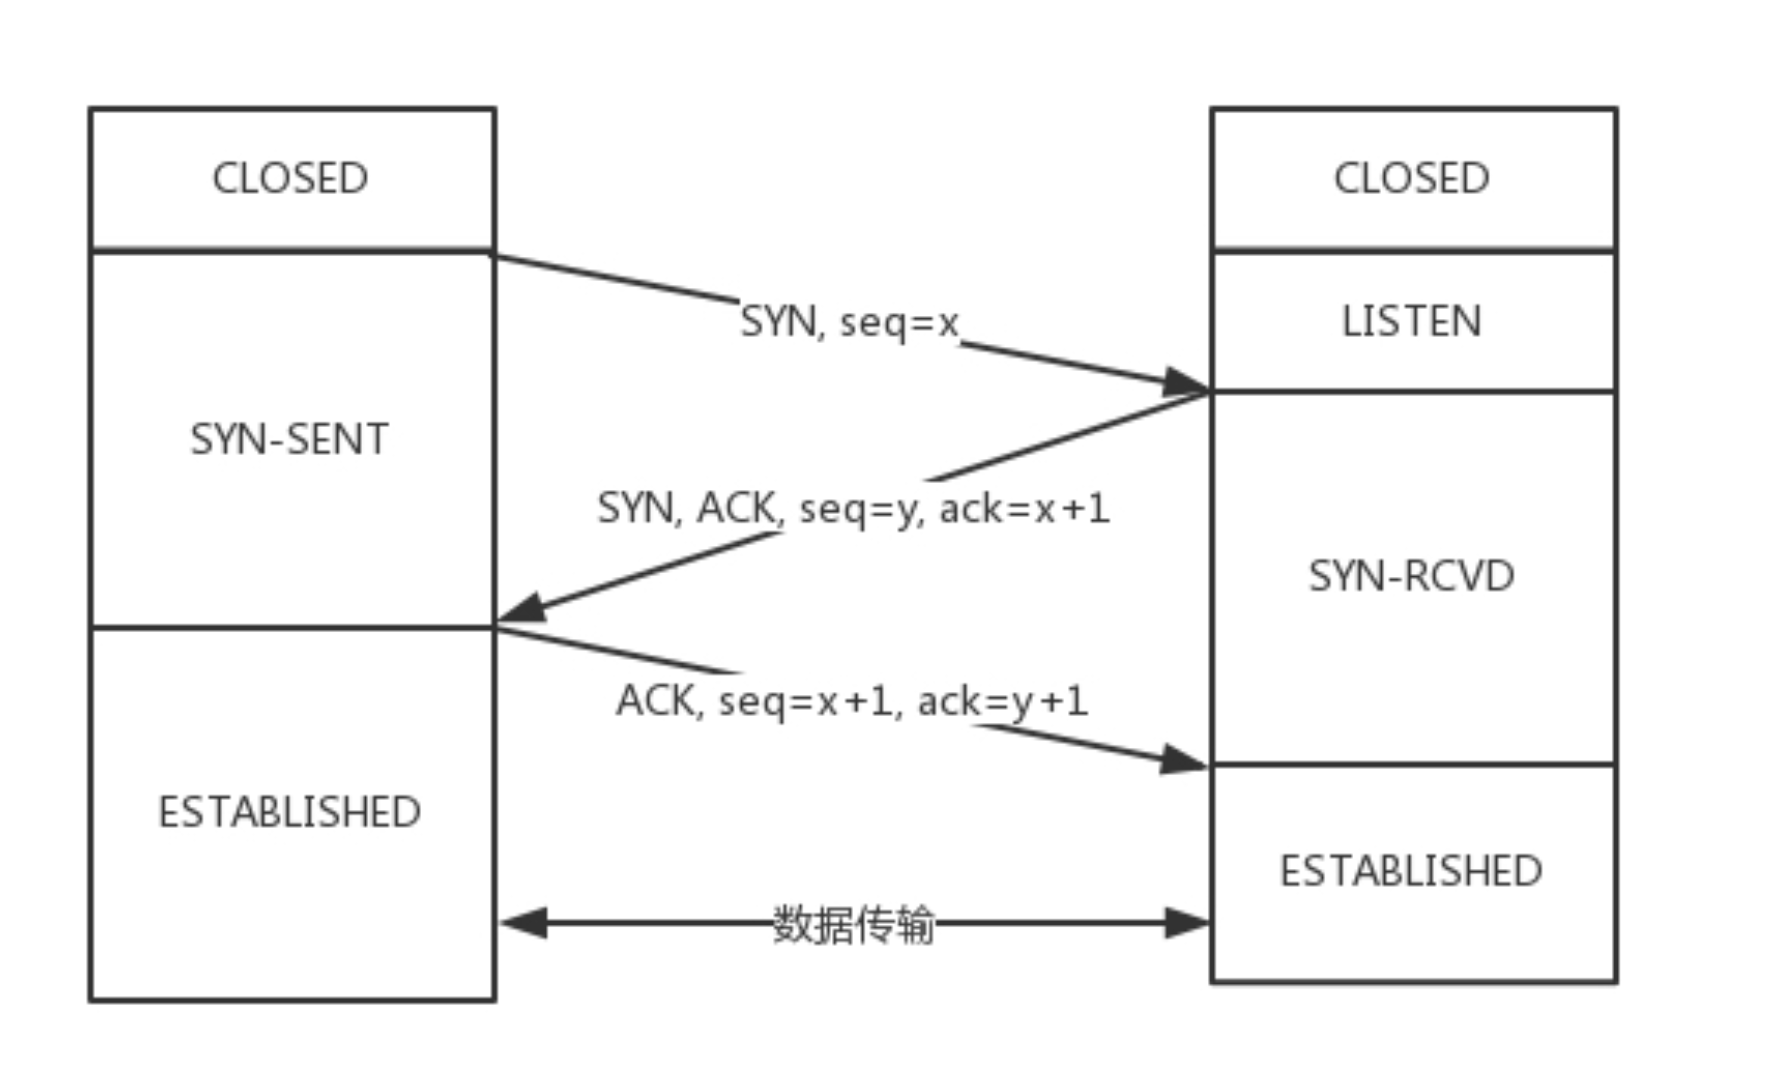 CLOSED
CLOSED
SYN, seq=x
LISTEN
SYN-SENT
SYN, ACK, seq=y, ack=x+1
SYN-RCVD
ACK, seq=x+1, ack=y+1
ESTABLISHED
ESTABLISHED
数据传输